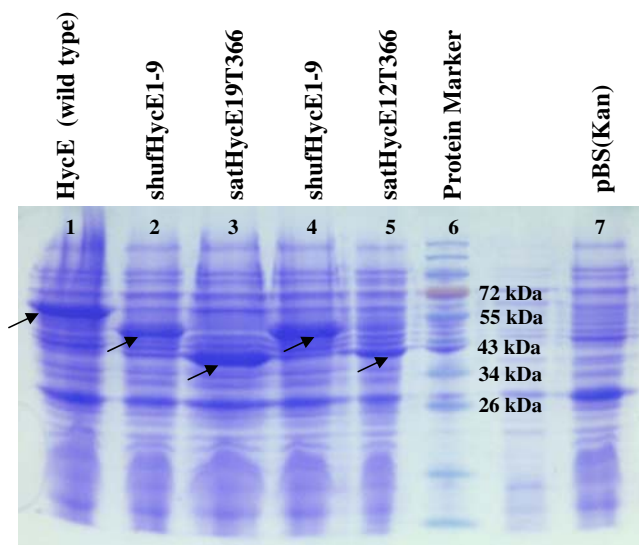 HycE (wild type)
shufHycE1-9
satHycE19T366
shufHycE1-9
satHycE12T366
Protein Marker
pBS(Kan)
1 2 3 4 5 6 7
72 kDa
55 kDa
43 kDa
34 kDa
26 kDa